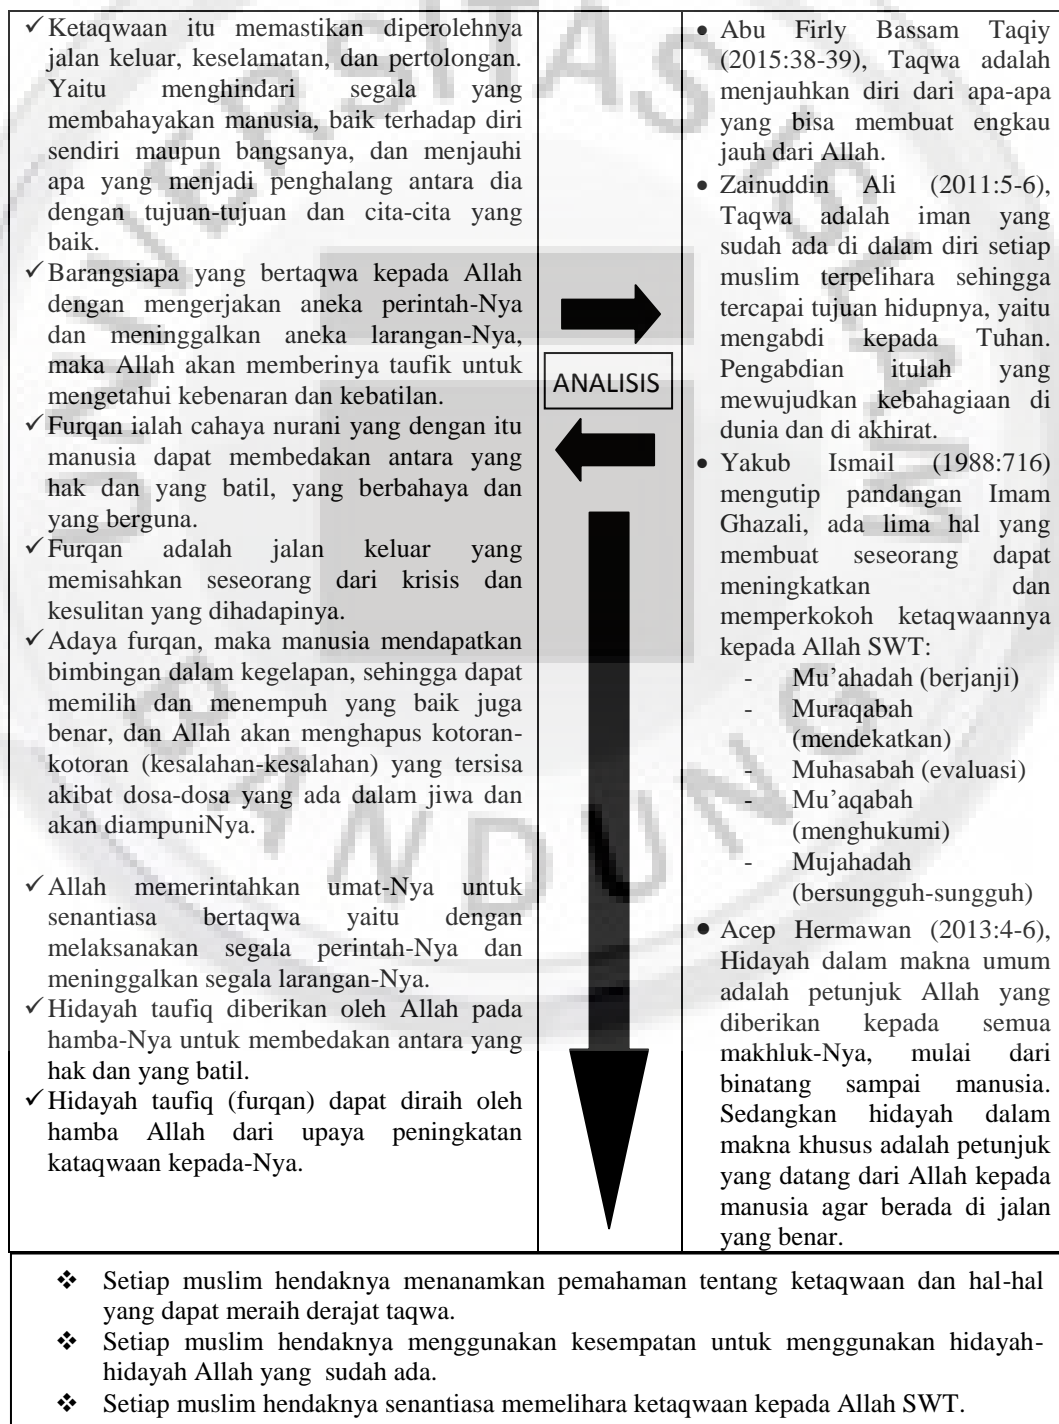 ✓ Ketaqwaan itu memastikan diperolehnya
jalan keluar, keselamatan, dan pertolongan.
Yaitu menghindari segala yang
membahayakan manusia, baik terhadap diri
sendiri maupun bangsanya, dan menjauhi
apa yang menjadi penghalang antara dia
dengan tujuan-tujuan dan cita-cita yang
baik.
✓ Barangsiapa yang bertaqwa kepada Allah
dengan mengerjakan aneka perintah-Nya
dan meninggalkan aneka larangan-Nya,
maka Allah akan memberinya taufik untuk
mengetahui kebenaran dan kebatilan.
✓ Furqan ialah cahaya nurani yang dengan itu
manusia dapat membedakan antara yang
hak dan yang batil, yang berbahaya dan
yang berguna.
✓ Furqan adalah jalan keluar yang
memisahkan seseorang dari krisis dan
kesulitan yang dihadapinya.
✓ Adaya furqan, maka manusia mendapatkan
bimbingan dalam kegelapan, sehingga dapat
memilih dan menempuh yang baik juga
benar, dan Allah akan menghapus kotoran-
kotoran (kesalahan-kesalahan) yang tersisa
akibat dosa-dosa yang ada dalam jiwa dan
akan diampuniNya.
✓ Allah memerintahkan umat-Nya untuk
senantiasa bertaqwa yaitu dengan
melaksanakan segala perintah-Nya dan
meninggalkan segala larangan-Nya.
✓ Hidayah taufiq diberikan oleh Allah pada
hamba-Nya untuk membedakan antara yang
hak dan yang batil.
✓ Hidayah taufiq (furqan) dapat diraih oleh
hamba Allah dari upaya peningkatan
kataqwaan kepada-Nya.
ANALISIS
• Abu Firly Bassam Taqiy
(2015:38-39), Taqwa adalah
menjauhkan diri dari apa-apa
yang bisa membuat engkau
jauh dari Allah.
• Zainuddin Ali (2011:5-6),
Taqwa adalah iman yang
sudah ada di dalam diri setiap
muslim terpelihara sehingga
tercapai tujuan hidupnya, yaitu
mengabdi kepada Tuhan.
Pengabdian itulah yang
mewujudkan kebahagiaan di
dunia dan di akhirat.
• Yakub Ismail (1988:716)
mengutip pandangan Imam
Ghazali, ada lima hal yang
membuat seseorang dapat
meningkatkan dan
memperkokoh ketaqwaannya
kepada Allah SWT:
- Mu’ahadah (berjanji)
- Muraqabah
(mendekatkan)
- Muhasabah (evaluasi)
- Mu’aqabah
(menghukumi)
- Mujahadah
(bersungguh-sungguh)
• Acep Hermawan (2013:4-6),
Hidayah dalam makna umum
adalah petunjuk Allah yang
diberikan kepada semua
makhluk-Nya, mulai dari
binatang sampai manusia.
Sedangkan hidayah dalam
makna khusus adalah petunjuk
yang datang dari Allah kepada
manusia agar berada di jalan
yang benar.
❖ Setiap muslim hendaknya menanamkan pemahaman tentang ketaqwaan dan hal-hal
yang dapat meraih derajat taqwa.
❖ Setiap muslim hendaknya menggunakan kesempatan untuk menggunakan hidayah-
hidayah Allah yang sudah ada.
❖ Setiap muslim hendaknya senantiasa memelihara ketaqwaan kepada Allah SWT.
UNIVERSITAS ISLAM
BANDUNG